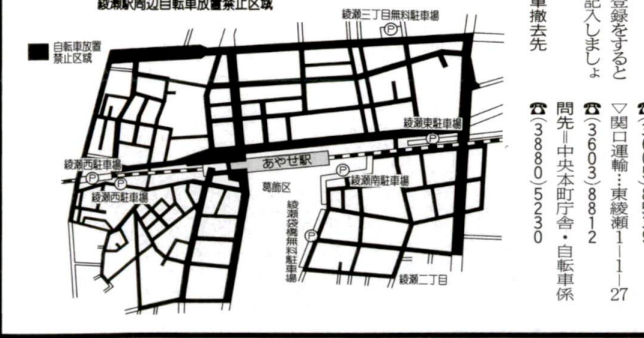 綾瀬駅周辺自転車放置禁止区域
自転車放置
禁止区域
綾瀬三丁目無料駐車場
綾瀬東駐車場
あやせ駅
綾瀬西駐車場
綾瀬西駐車場
葛飾区
綾瀬南駐車場
綾瀬袋橋無料駐車場
綾瀬二丁目
P
P
P
P
P
P
登録をすると
記入しましょ
車撤去先
▽関口運輸…東綾瀬1―1―27
☎(3603)8812
問先＝中央本町庁舎・自転車係
☎(3880)5230